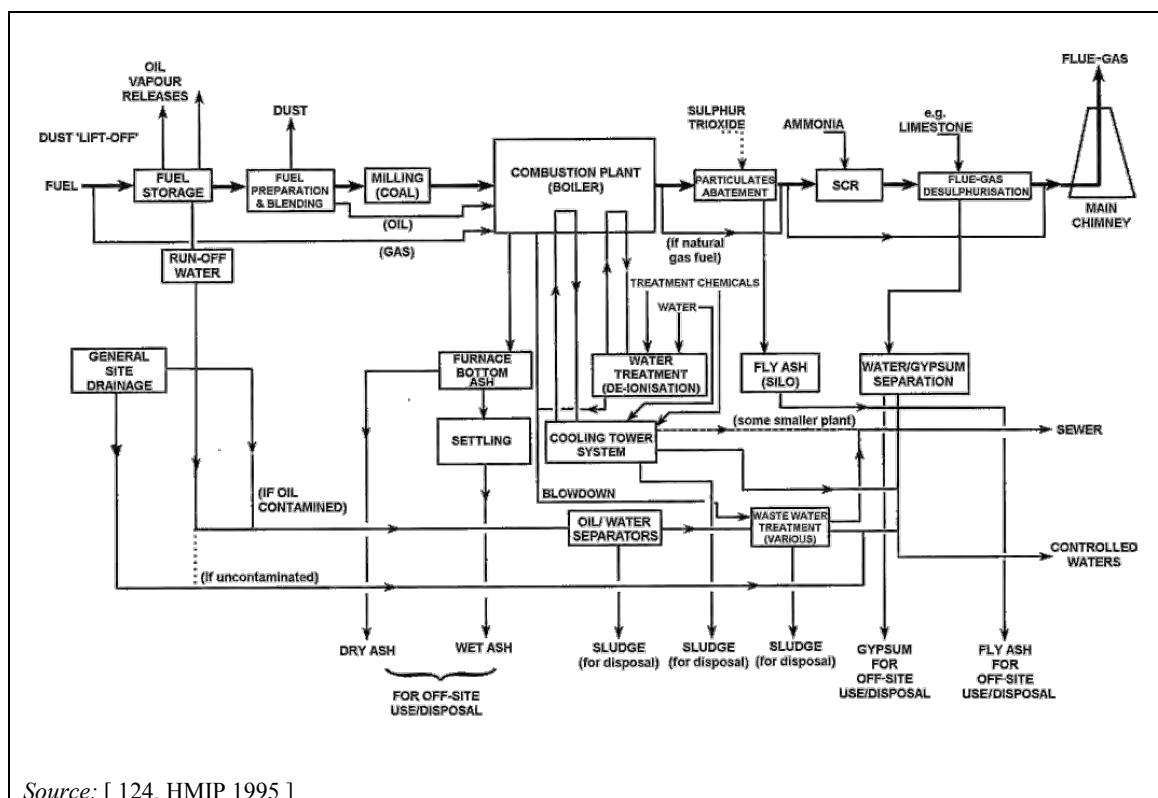 OIL
VAPOUR
RELEASES
DUST
DUST 'LIFT-OFF'
FUEL
FUEL
STORAGE
FUEL
PREPARATION
& BLENDING
MILLING
(COAL)
(OIL)
(GAS)
COMBUSTION PLANT
(BOILER)
SULPHUR
TRIOXIDE
PARTICULATES
ABATEMENT
(if natural
gas fuel)
AMMONIA
SCR
e.g.
LIMESTONE
FLUE-GAS
DESULPHURISATION
FLUE-GAS
MAIN
CHIMNEY
RUN-OFF
WATER
TREATMENT CHEMICALS
WATER
GENERAL
SITE
DRAINAGE
FURNACE
BOTTOM
ASH
WATER
TREATMENT
(DE-IONISATION)
FLY ASH
(SILO)
WATER/GYPSUM
SEPARATION
SETTLING
COOLING TOWER
SYSTEM
(some smaller plant)
SEWER
(IF OIL
CONTAMINED)
BLOWDOWN
OIL/ WATER
SEPARATORS
WASTE WATER
TREATMENT
(VARIOUS)
CONTROLLED
WATERS
(If uncontaminated)
DRY ASH
WET ASH
FOR OFF-SITE
USE/DISPOSAL
SLUDGE
(for disposal)
SLUDGE
(for disposal)
SLUDGE
(for disposal)
GYPSUM
FOR
OFF-SITE
USE/DISPOSAL
FLY ASH
FOR
OFF-SITE
USE/DISPOSAL
Source: [ 124, HMIP 1995 ]